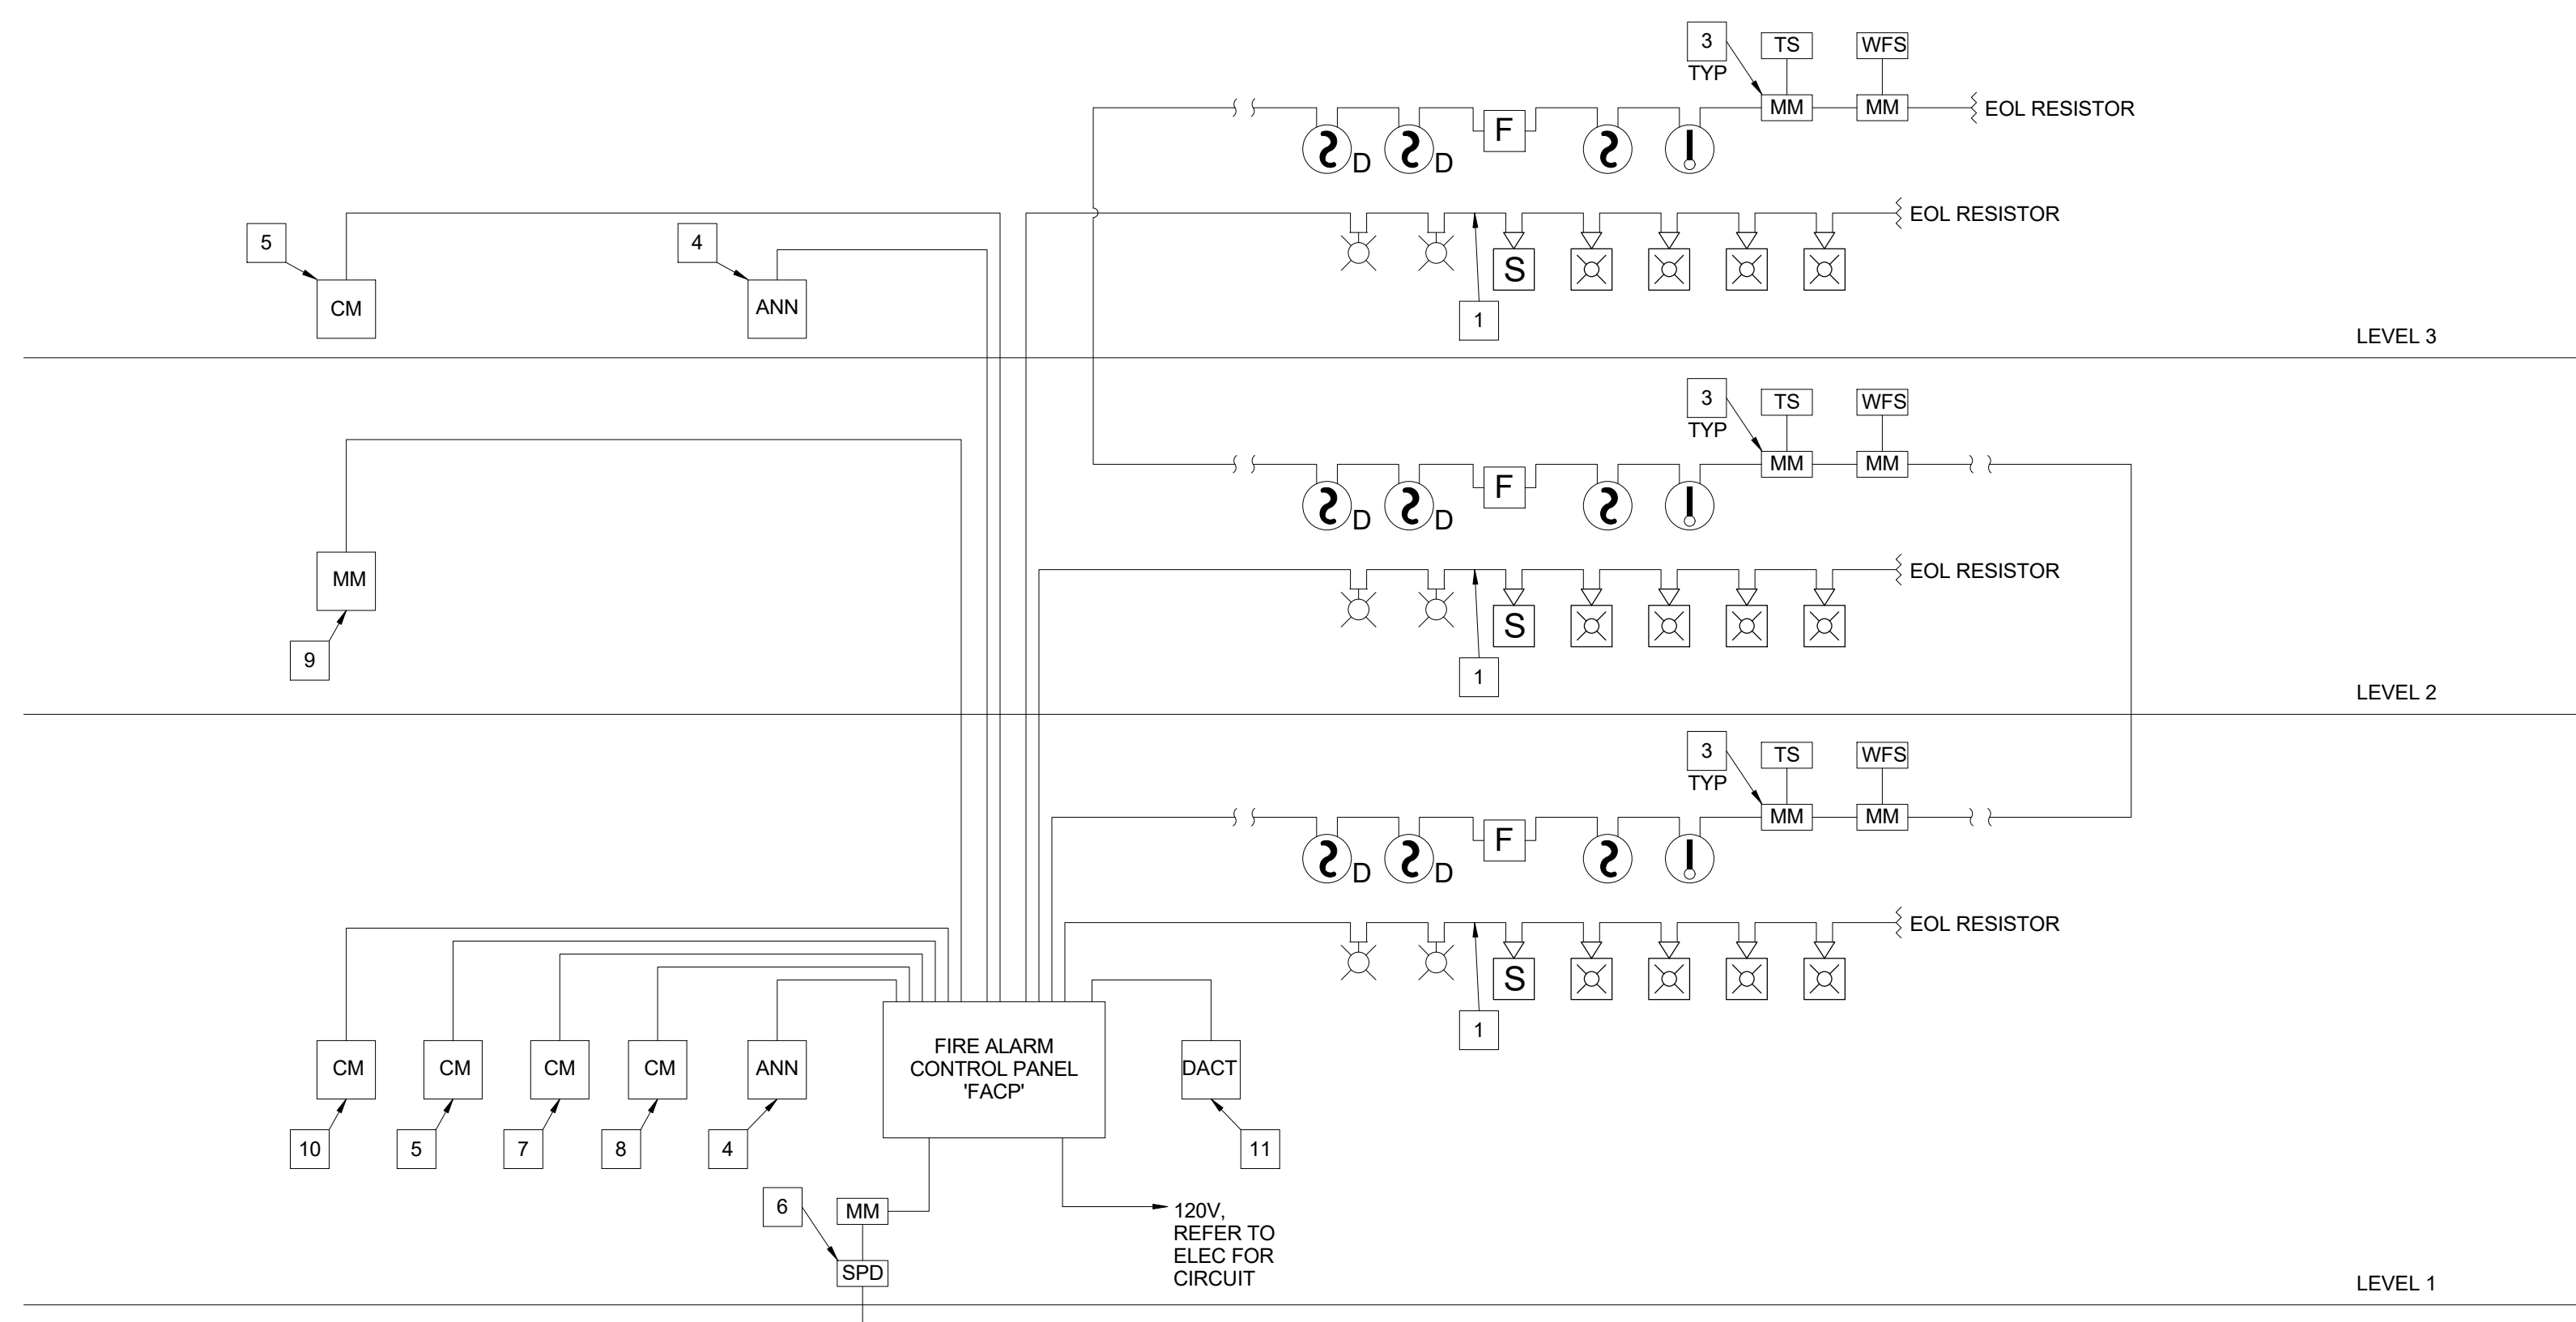 3
TYP
TS
WFS
MM
MM
EOL RESISTOR
D
D
F
EOL RESISTOR
S
1
5
CM
4
ANN
LEVEL 3
3
TYP
TS
WFS
MM
MM
D
D
F
EOL RESISTOR
S
1
MM
9
LEVEL 2
3
TYP
TS
WFS
MM
MM
D
D
F
EOL RESISTOR
S
1
CM
CM
CM
CM
ANN
FIRE ALARM
CONTROL PANEL
'FACP'
DACT
10
5
7
8
4
11
6
MM
SPD
120V,
REFER TO
ELEC FOR
CIRCUIT
LEVEL 1